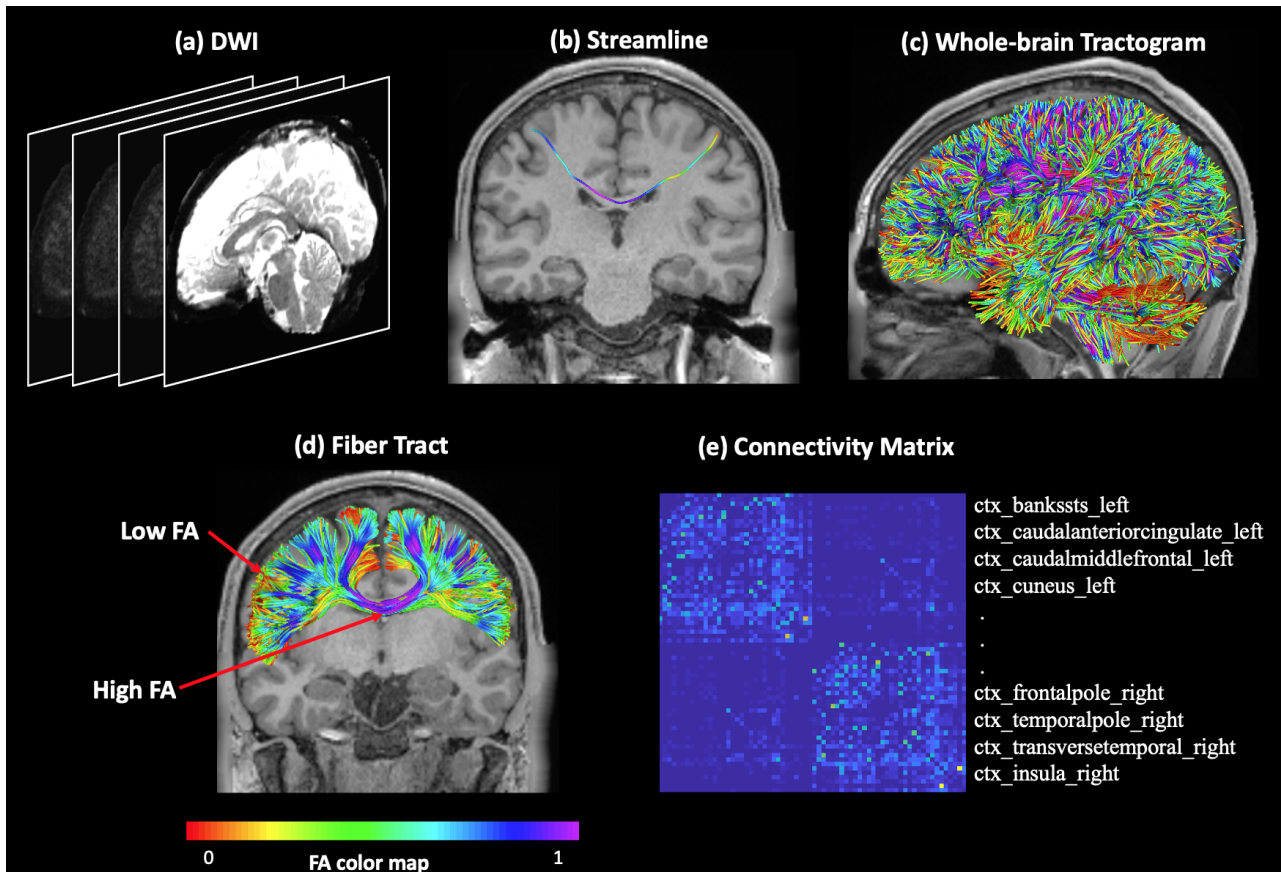 (a) DWI
(b) Streamline
(c) Whole-brain Tractogram
(d) Fiber Tract
Low FA
High FA
0
1
FA color map
(e) Connectivity Matrix
ctx_bankssts_left
ctx_caudalanteriorcingulate_left
ctx_caudalmiddlefrontal_left
ctx_cuneus_left
.
.
.
ctx_frontalpole_right
ctx_temporalpole_right
ctx_transversetemporal_right
ctx_insula_right